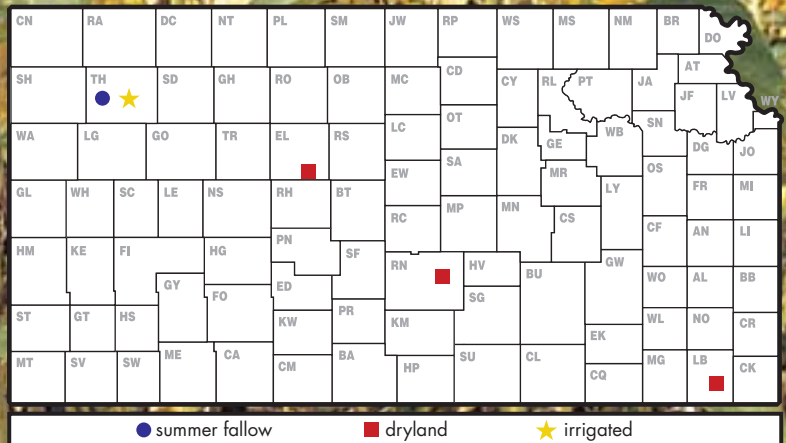 CN RA DC NT PL SM JW RP WS MS NM BR DO
SH TH SD GH RO OB MC CD CY RL PT JA AT JF LV WY
WA LG GO TR EL RS LC OT DK GE WB SN DG JO
GL WH SC LE NS RH BT EW SA MR LY OS FR MI
HM KE FI HG PN SF RC MP MN CS CF AN LI
GY FO ED RN HV BU GW WO AL BB
ST GT HS KW PR KM SG EK WL NO CR
MT SV SW ME CA CM BA HP SU CL CQ MG LB CK
summer fallow dryland irrigated